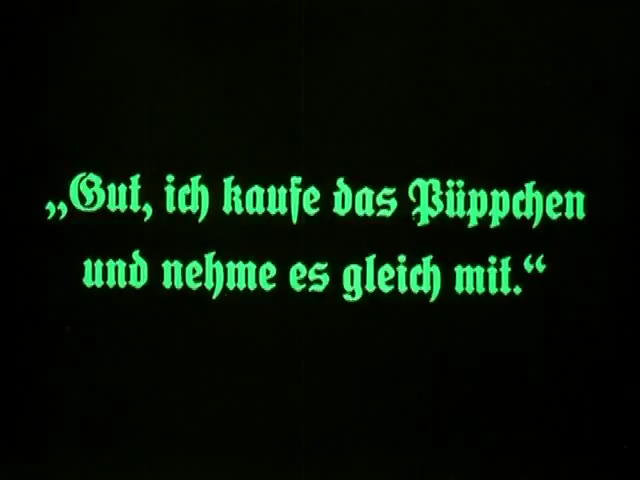 „Gut, ich kaufe das Püppchen
und nehme es gleich mit.“